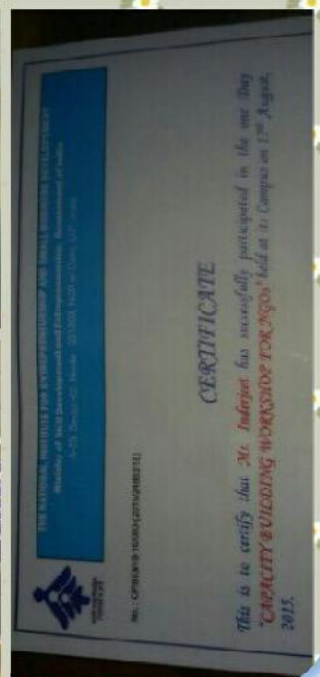 THE NATIONAL INSTITUTE FOR ENTREPRENEURSHIP AND SMALL BUSINESS DEVELOPMENT
Ministry of Skill Development and Entrepreneurship, Government of India
CERTIFICATE
This is to certify that Mr. Inderjeet has successfully participated in the one Day
"CAPACITY BUILDING WORKSHOP FOR NGOs" held at its Campus on 17th August,
2015.